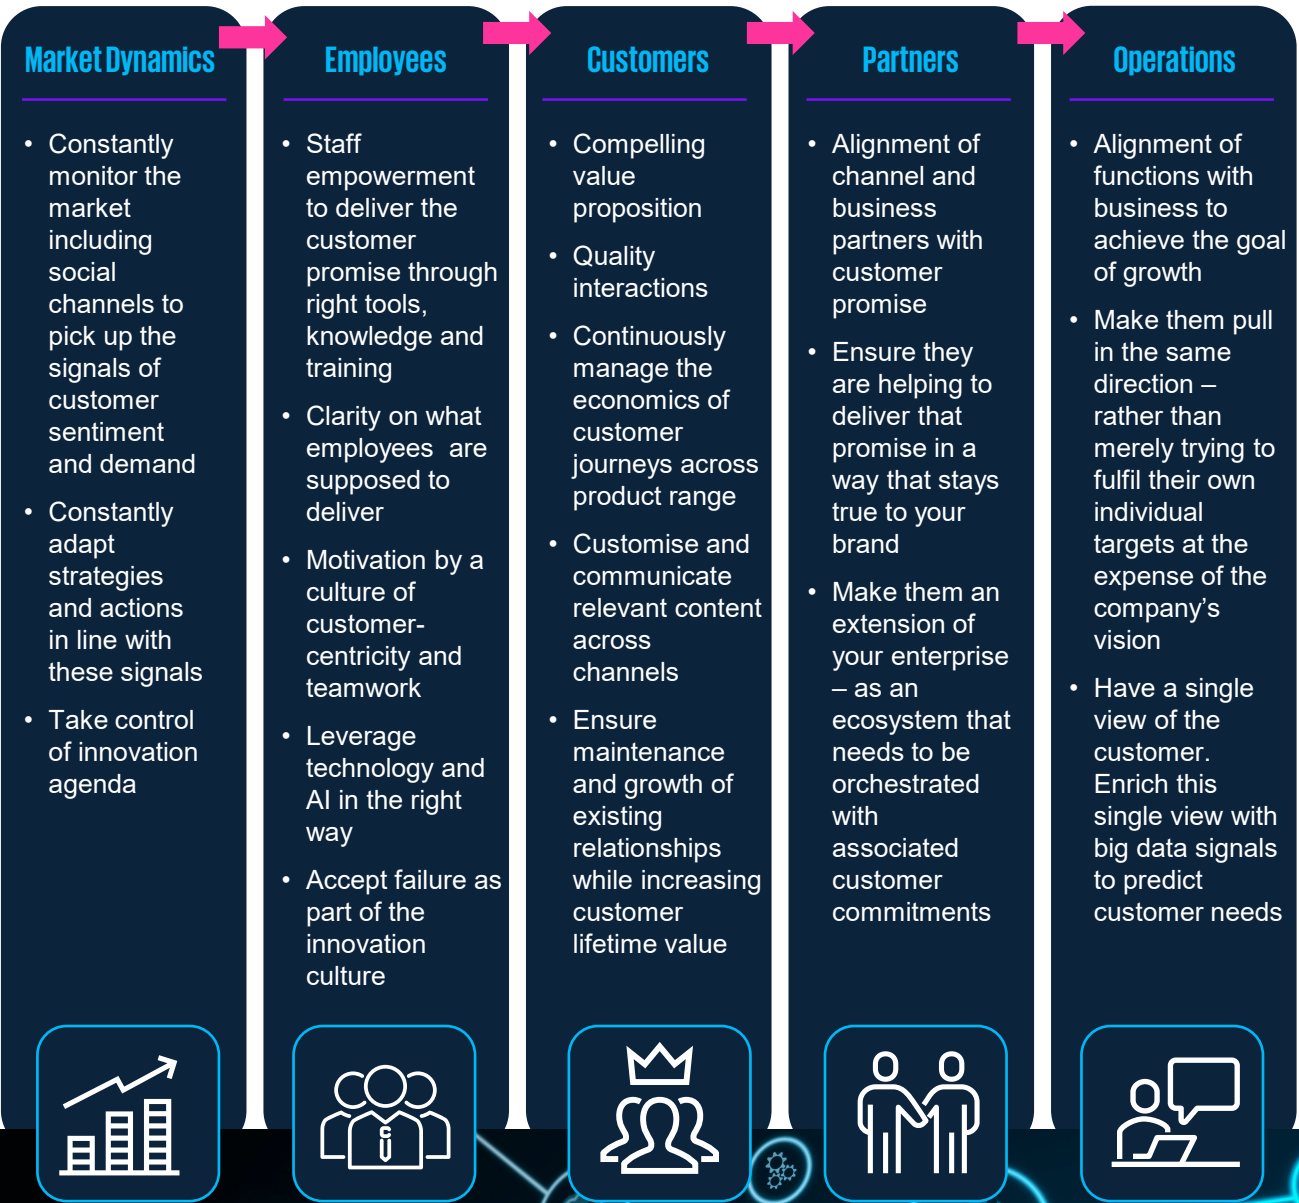 Market Dynamics
• Constantly
monitor the
market
including
social
channels to
pick up the
signals of
customer
sentiment
and demand
• Constantly
adapt
strategies
and actions
in line with
these signals
• Take control
of innovation
agenda
Employees
• Staff
empowerment
to deliver the
customer
promise through
right tools,
knowledge and
training
• Clarity on what
employees  are
supposed to
deliver
• Motivation by a
culture of
customer-
centricity and
teamwork
• Leverage
technology and
AI in the right
way
• Accept failure as
part of the
innovation
culture
CU
Customers
• Compelling
value
proposition
• Quality
interactions
• Continuously
manage the
economics of
customer
journeys across
product range
• Customise and
communicate
relevant content
across
channels
• Ensure
maintenance
and growth of
existing
relationships
while increasing
customer
lifetime value
Partners
• Alignment of
channel and
business
partners with
customer
promise
• Ensure they
are helping to
deliver that
promise in a
way that stays
true to your
brand
• Make them an
extension of
your enterprise
– as an
ecosystem that
needs to be
orchestrated
with
associated
customer
commitments
Operations
• Alignment of
functions with
business to
achieve the goal
of growth
• Make them pull
in the same
direction –
rather than
merely trying to
fulfil their own
individual
targets at the
expense of the
company’s
vision
• Have a single
view of the
customer.
Enrich this
single view with
big data signals
to predict
customer needs